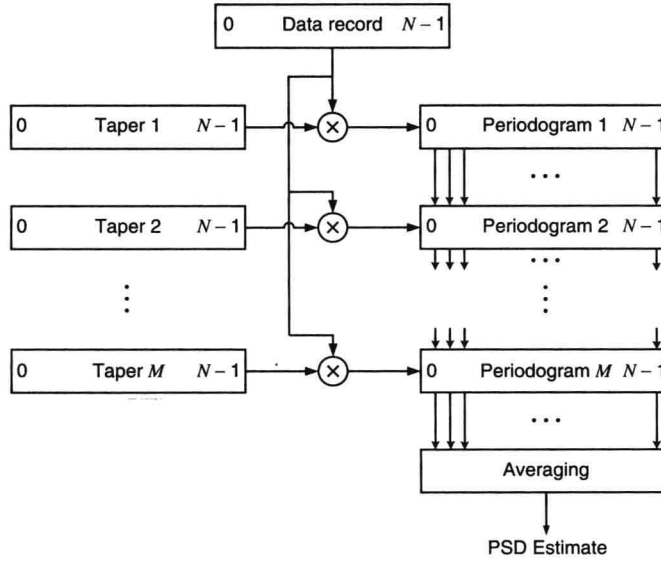 0 Data record N – 1
0 Taper 1 N – 1
0 Periodogram 1 N – 1
0 Taper 2 N – 1
0 Periodogram 2 N – 1
0 Taper M N – 1
0 Periodogram M N – 1
Averaging
PSD Estimate